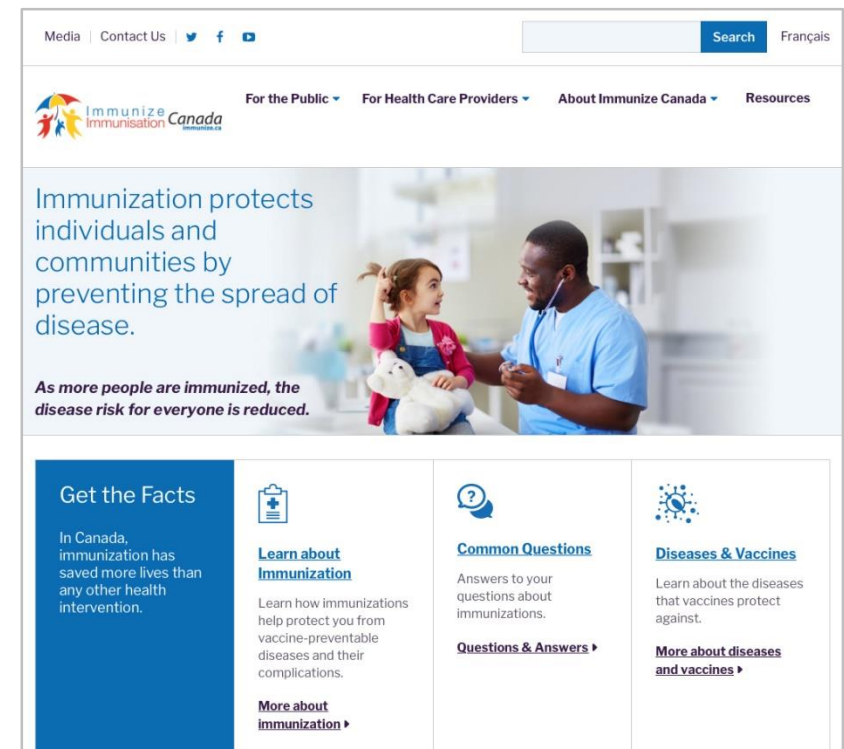 Media | Contact Us |
Search
Français
Immunize
Immunisation Canada
immunize.ca
For the Public
For Health Care Providers
About Immunize Canada
Resources
Immunization protects
individuals and
communities by
preventing the spread of
disease.
As more people are immunized, the
disease risk for everyone is reduced.
Get the Facts
In Canada,
immunization has
saved more lives than
any other health
intervention.
Learn about
Immunization
Learn how immunizations
help protect you from
vaccine-preventable
diseases and their
complications.
More about
immunization
Common Questions
Answers to your
questions about
immunizations.
Questions & Answers
Diseases & Vaccines
Learn about the diseases
that vaccines protect
against.
More about diseases
and vaccines